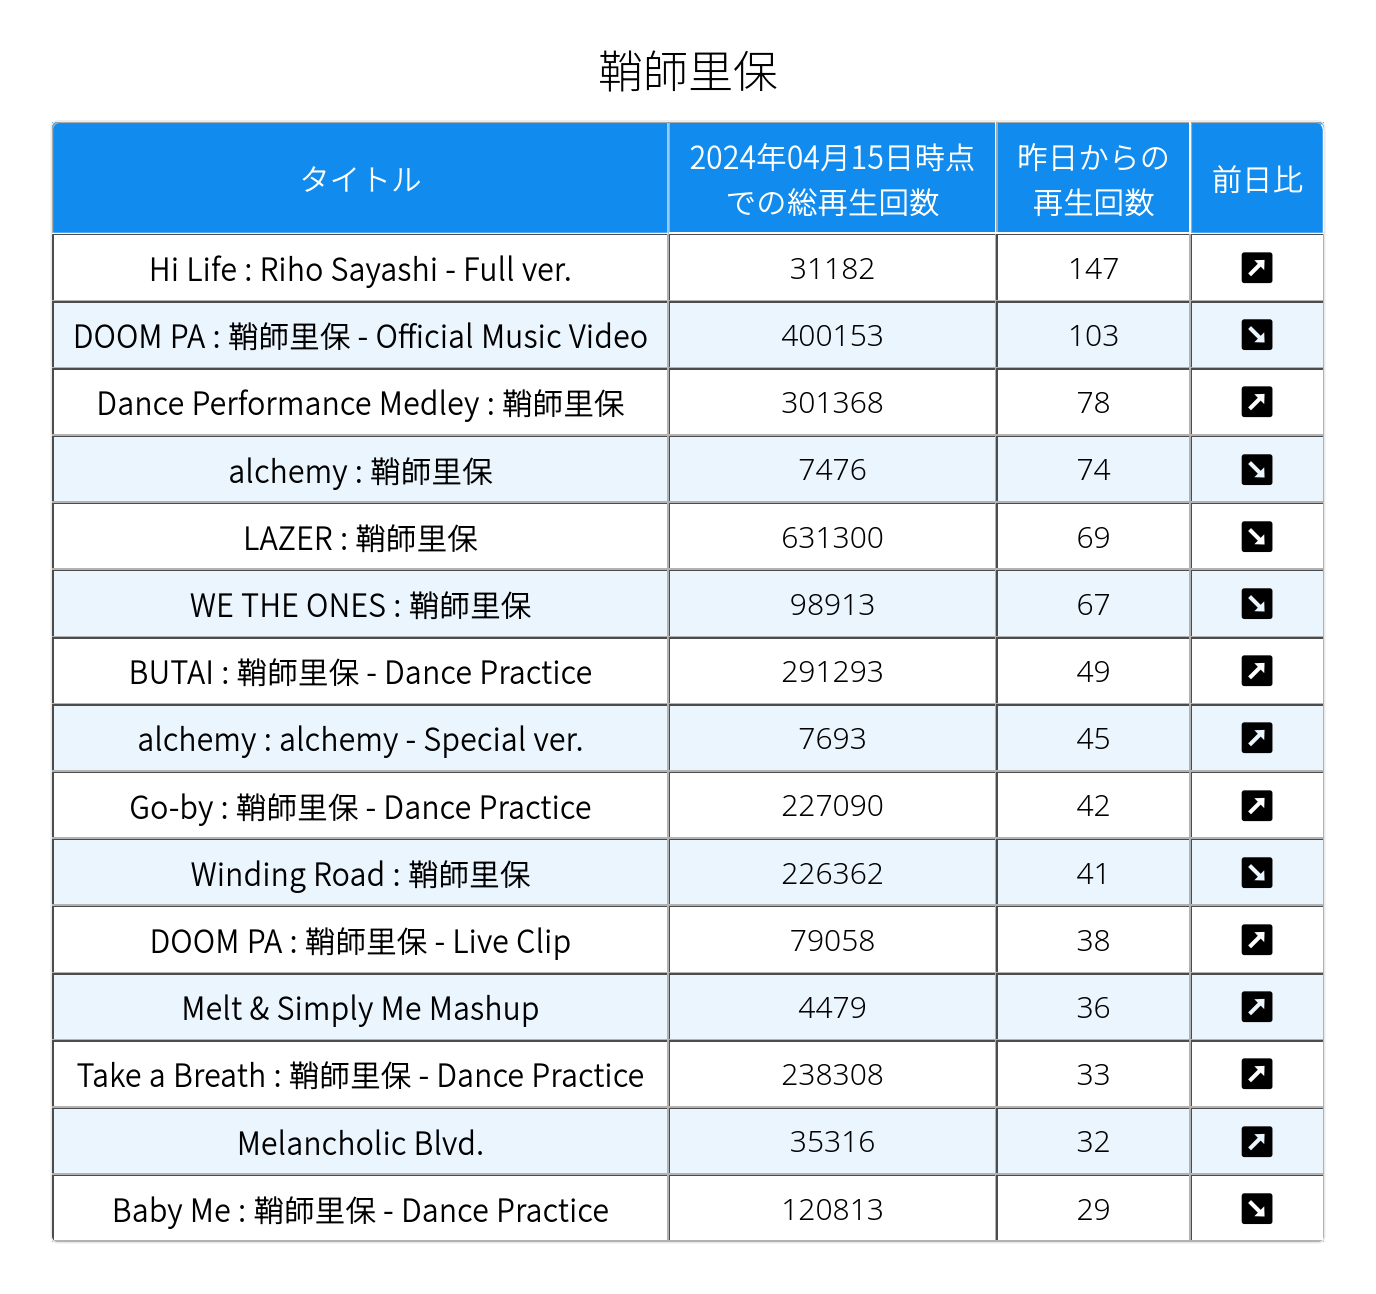 鞘師里保
タイトル
2024年04月15日時点
での総再生回数
昨日からの
再生回数
前日比
Hi Life : Riho Sayashi - Full ver. 31182 147 ↗
DOOM PA : 鞘師里保 - Official Music Video 400153 103 ↘
Dance Performance Medley : 鞘師里保 301368 78 ↗
alchemy : 鞘師里保 7476 74 ↘
LAZER : 鞘師里保 631300 69 ↘
WE THE ONES : 鞘師里保 98913 67 ↘
BUTAI : 鞘師里保 - Dance Practice 291293 49 ↗
alchemy : alchemy - Special ver. 7693 45 ↗
Go-by : 鞘師里保 - Dance Practice 227090 42 ↗
Winding Road : 鞘師里保 226362 41 ↘
DOOM PA : 鞘師里保 - Live Clip 79058 38 ↗
Melt & Simply Me Mashup 4479 36 ↗
Take a Breath : 鞘師里保 - Dance Practice 238308 33 ↗
Melancholic Blvd. 35316 32 ↗
Baby Me : 鞘師里保 - Dance Practice 120813 29 ↘